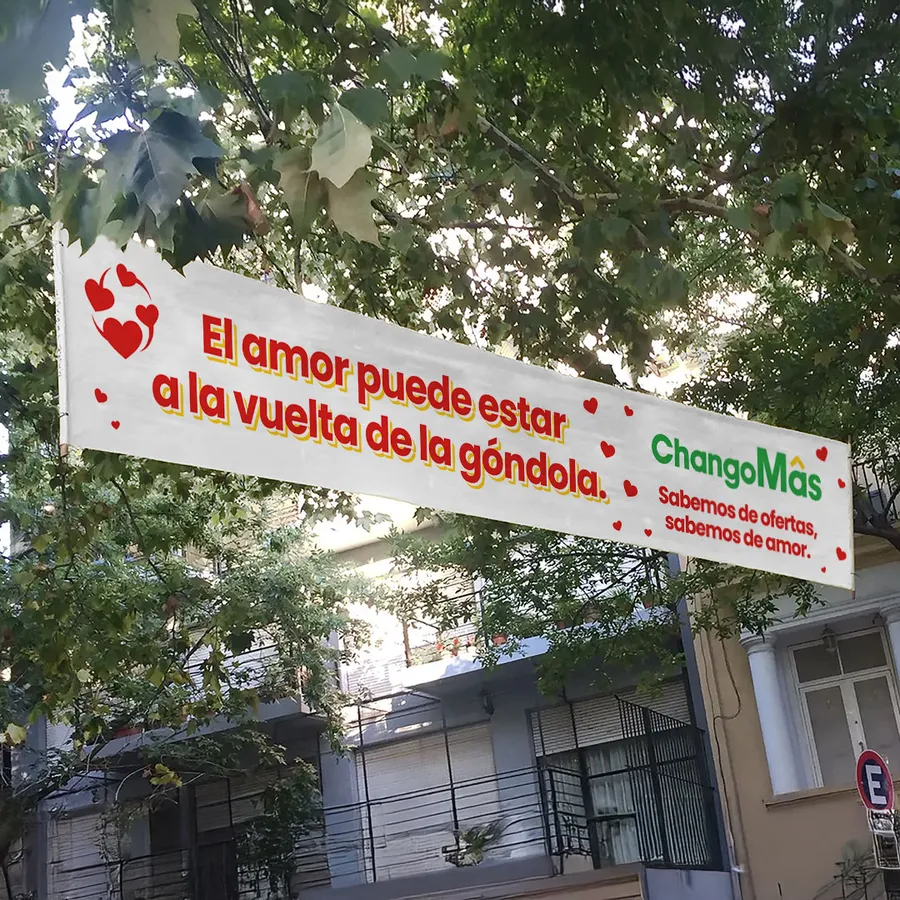 El amor puede estar
a la vuelta de la góndola.
ChangoMâs
Sabemos de ofertas,
sabemos de amor.
E